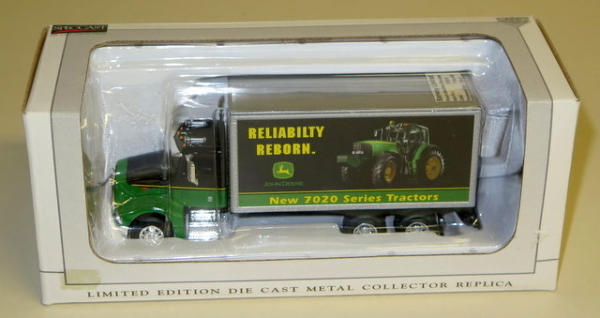 SPECCAST
RELIABILTY
REBORN.
JOHN DEERE
New 7020 Series Tractors
LIMITED EDITION DIE CAST METAL COLLECTOR REPLICA